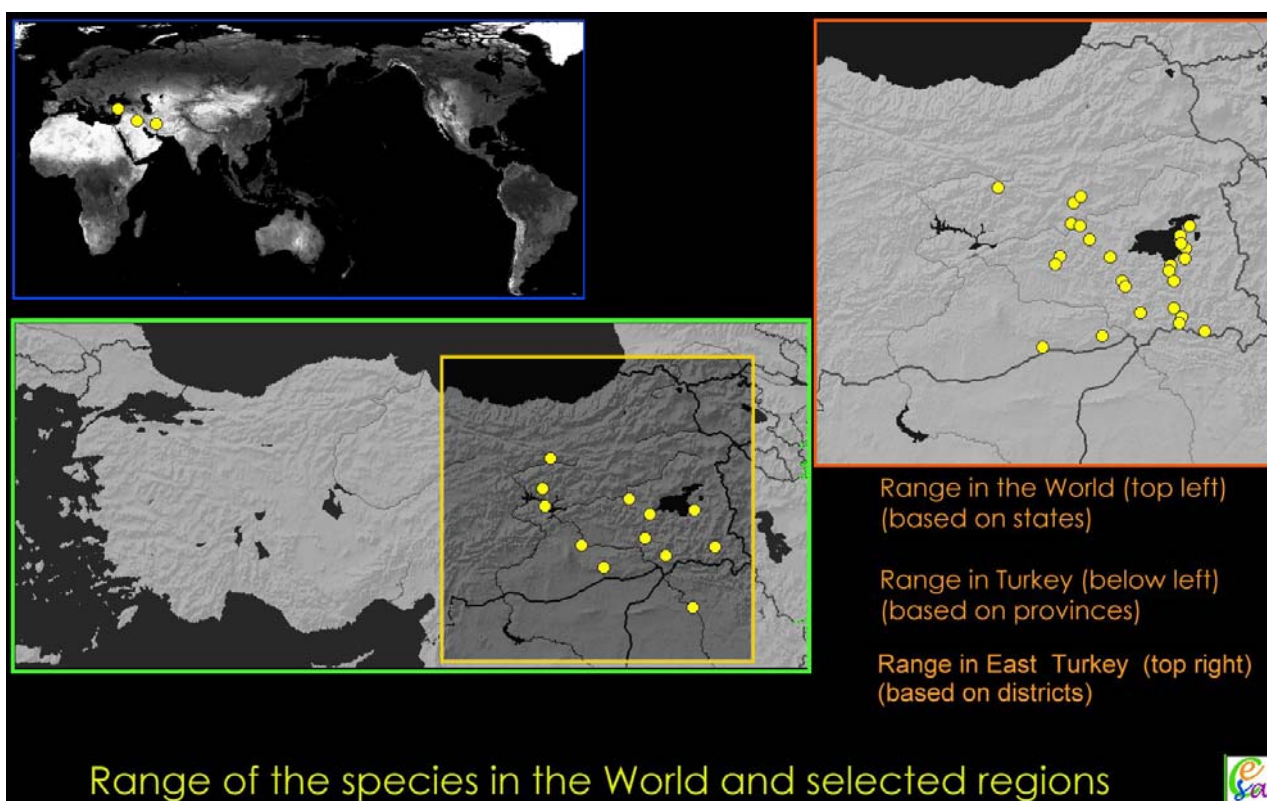 Range in the World (top left)
(based on states)
Range in Turkey (below left)
(based on provinces)
Range in East Turkey (top right)
(based on districts)
Range of the species in the World and selected regions